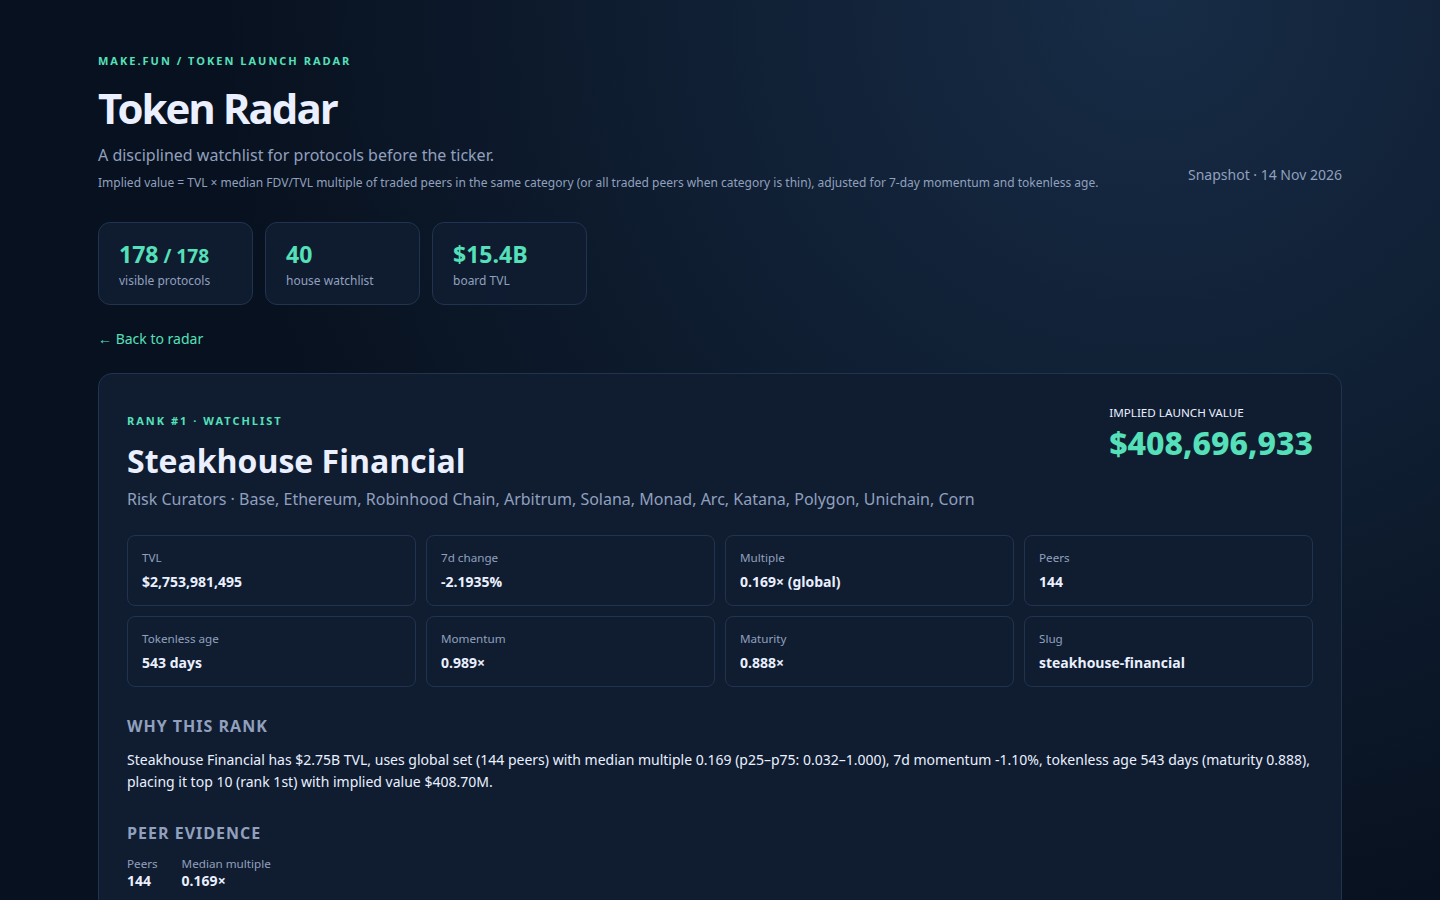 MAKE.FUN / TOKEN LAUNCH RADAR
Token Radar
A disciplined watchlist for protocols before the ticker.
Implied value = TVL × median FDV/TVL multiple of traded peers in the same category (or all traded peers when category is thin), adjusted for 7-day momentum and tokenless age.
Snapshot · 14 Nov 2026
178 / 178
visible protocols
40
house watchlist
$15.4B
board TVL
← Back to radar
RANK #1 · WATCHLIST
Steakhouse Financial
Risk Curators · Base, Ethereum, Robinhood Chain, Arbitrum, Solana, Monad, Arc, Katana, Polygon, Unichain, Corn
IMPLIED LAUNCH VALUE
$408,696,933
TVL
$2,753,981,495
7d change
-2.1935%
Multiple
0.169× (global)
Peers
144
Tokenless age
543 days
Momentum
0.989×
Maturity
0.888×
Slug
steakhouse-financial
WHY THIS RANK
Steakhouse Financial has $2.75B TVL, uses global set (144 peers) with median multiple 0.169 (p25–p75: 0.032–1.000), 7d momentum -1.10%, tokenless age 543 days (maturity 0.888),
placing it top 10 (rank 1st) with implied value $408.70M.
PEER EVIDENCE
Peers
144
Median multiple
0.169×